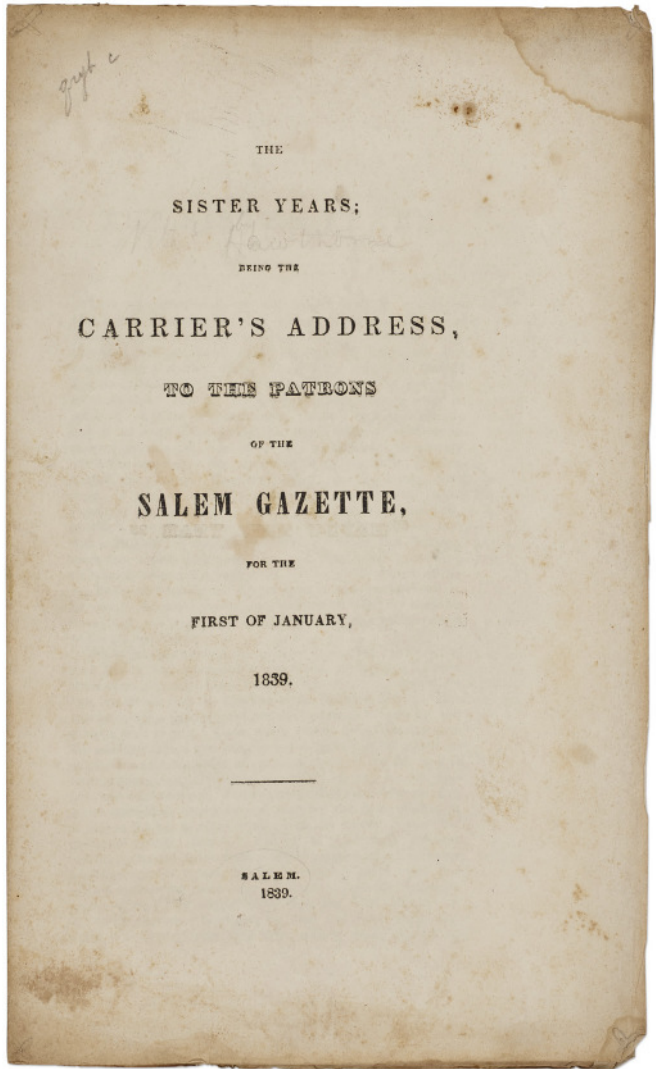 THE
SISTER YEARS;
Hawthorne
BEING THE
CARRIER'S ADDRESS,
TO THE PATRONS
OF THE
SALEM GAZETTE,
FOR THE
FIRST OF JANUARY,
1839.
SALEM.
1839.